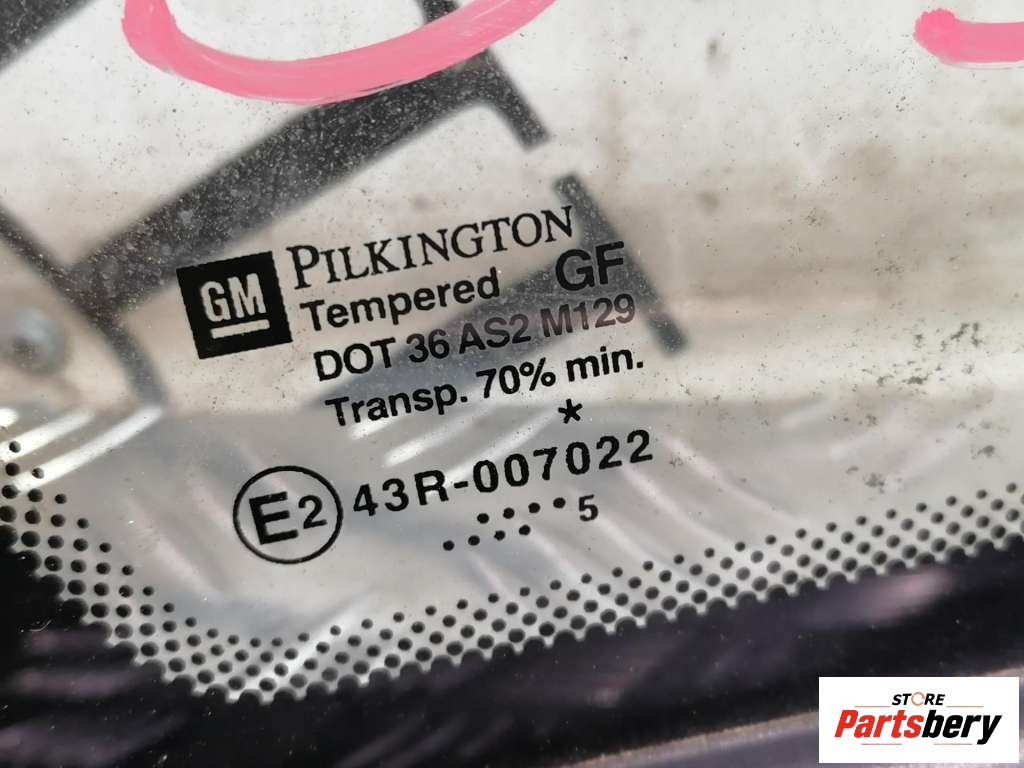 GM
PILKINGTON
Tempered GF
DOT 36 AS2 M129
Transp. 70% min.
*
E2 43R-007022
.. .... 5
.....
STORE
Partsbery